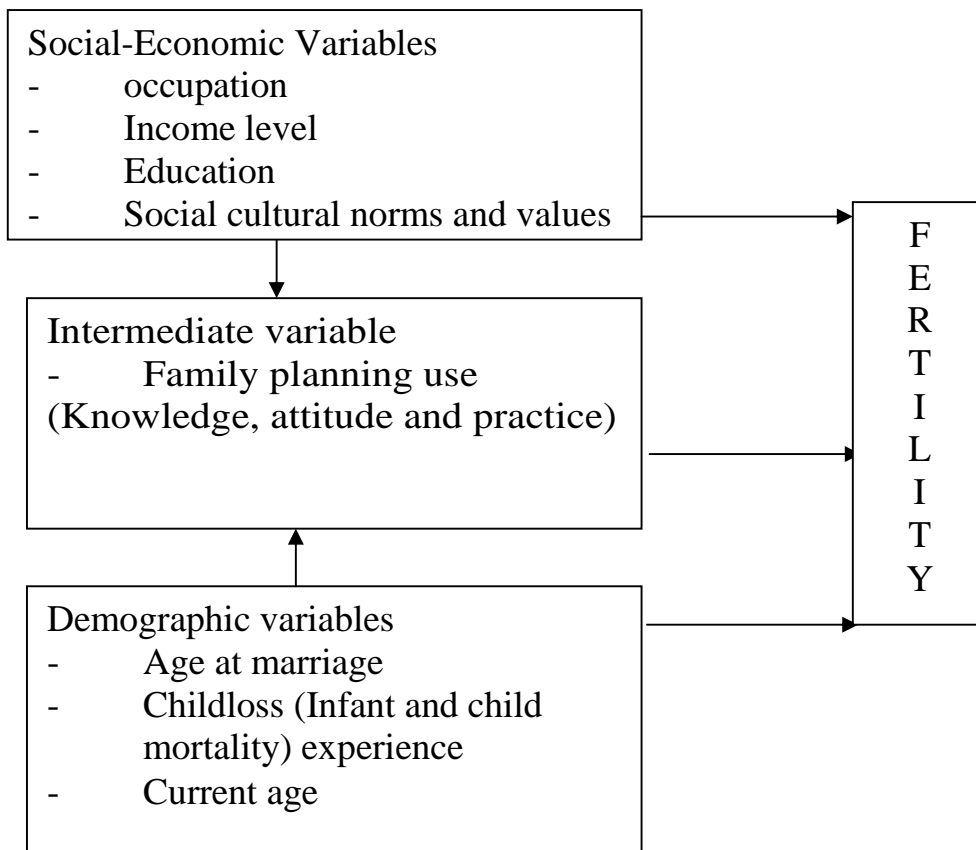 Social-Economic Variables
- occupation
- Income level
- Education
- Social cultural norms and values
Intermediate variable
- Family planning use
(Knowledge, attitude and practice)
Demographic variables
- Age at marriage
- Childloss (Infant and child
mortality) experience
- Current age
F
E
R
T
I
L
I
T
Y